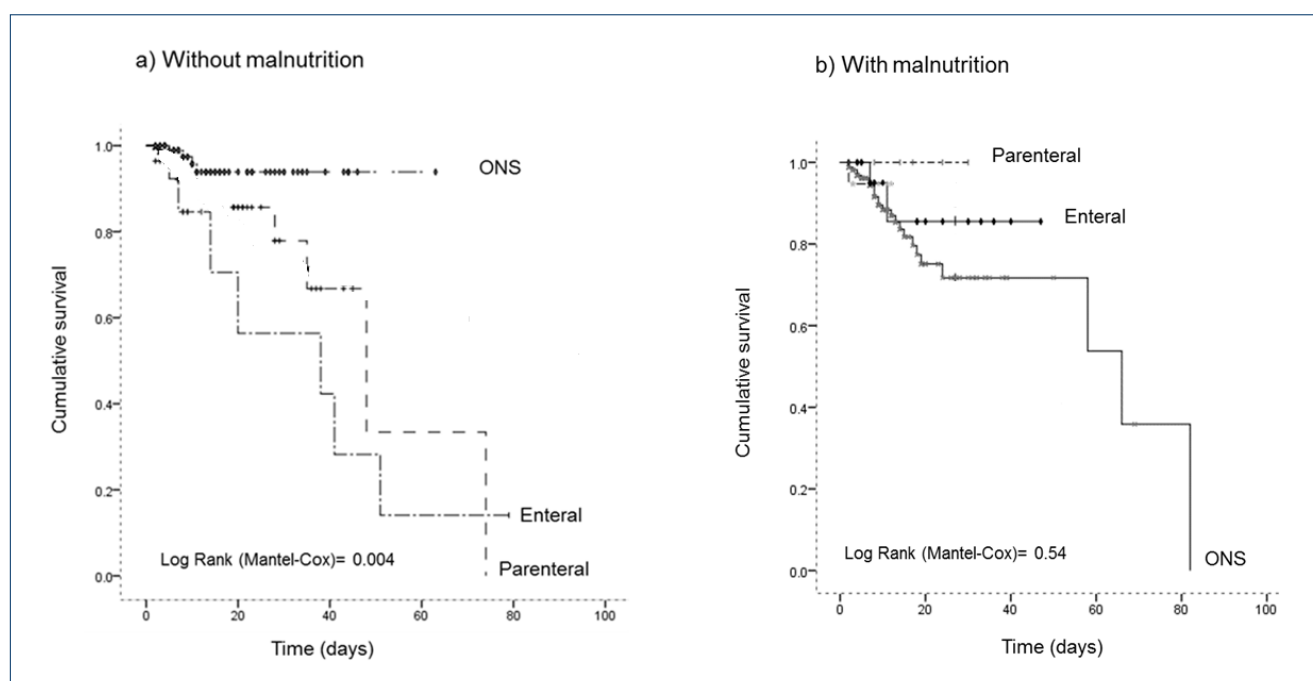 a) Without malnutrition
Cumulative survival
1.0
0.8
0.6
0.4
0.2
0.0
ONS
Enteral
Parenteral
Log Rank (Mantel-Cox)= 0.004
0 20 40 60 80 100
Time (days)
b) With malnutrition
Cumulative survival
1.0
0.8
0.6
0.4
0.2
0.0
Parenteral
Enteral
ONS
Log Rank (Mantel-Cox)= 0.54
0 20 40 60 80 100
Time (days)